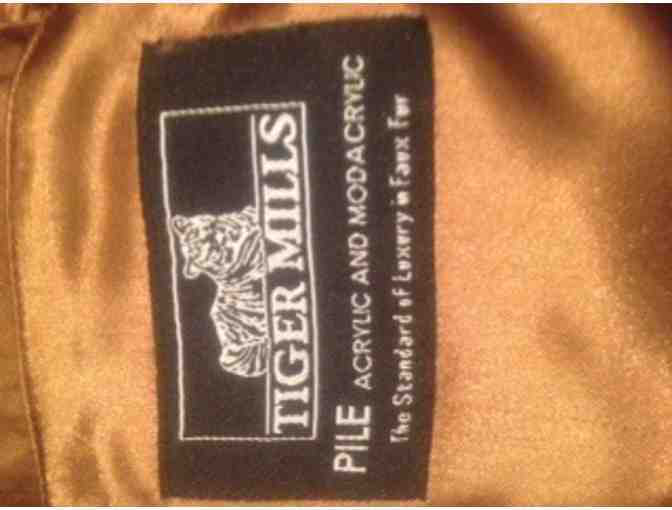 TIGER MILLS
PILE ACRYLIC AND MODACRYLIC
The Standard of Luxury in Faux Fur